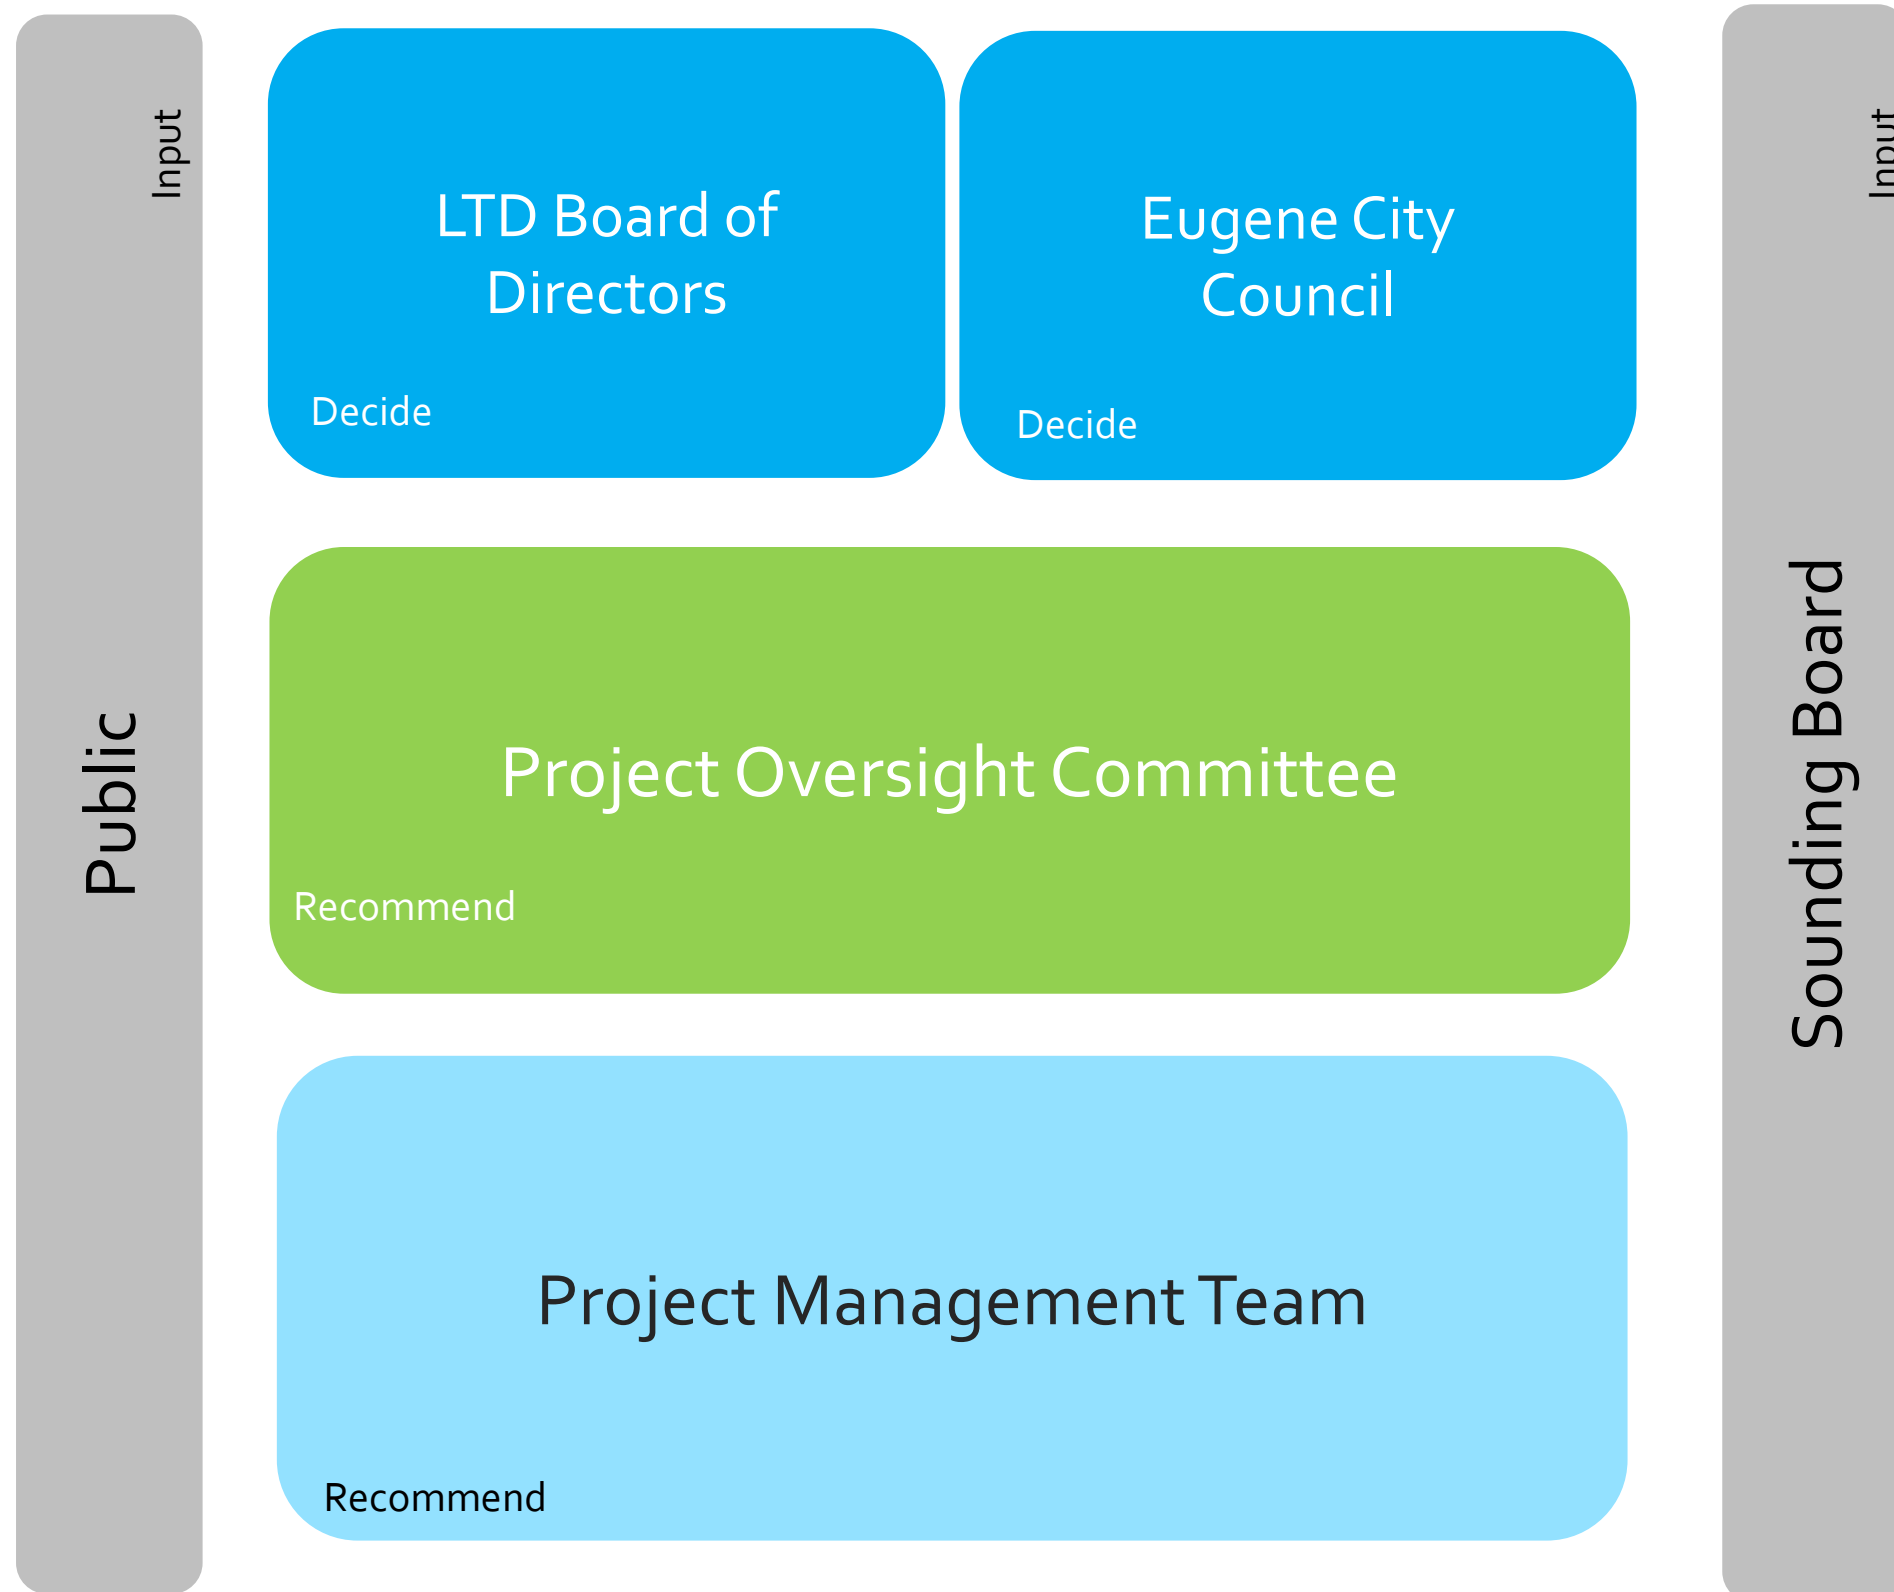 Input
Public
LTD Board of
Directors
Decide
Eugene City
Council
Decide
Project Oversight Committee
Recommend
Project Management Team
Recommend
Input
Sounding Board